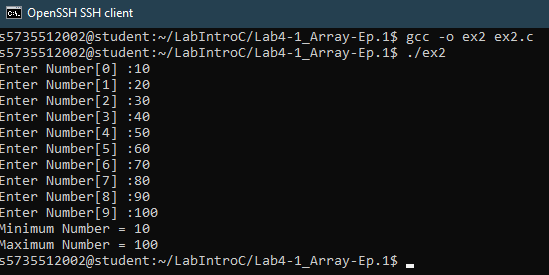 OpenSSH SSH client
s5735512002@student:~/LabIntroC/Lab4-1_Array-Ep.1$ gcc -o ex2 ex2.c
s5735512002@student:~/LabIntroC/Lab4-1_Array-Ep.1$ ./ex2
Enter Number[0] :10
Enter Number[1] :20
Enter Number[2] :30
Enter Number[3] :40
Enter Number[4] :50
Enter Number[5] :60
Enter Number[6] :70
Enter Number[7] :80
Enter Number[8] :90
Enter Number[9] :100
Minimum Number = 10
Maximum Number = 100
s5735512002@student:~/LabIntroC/Lab4-1_Array-Ep.1$